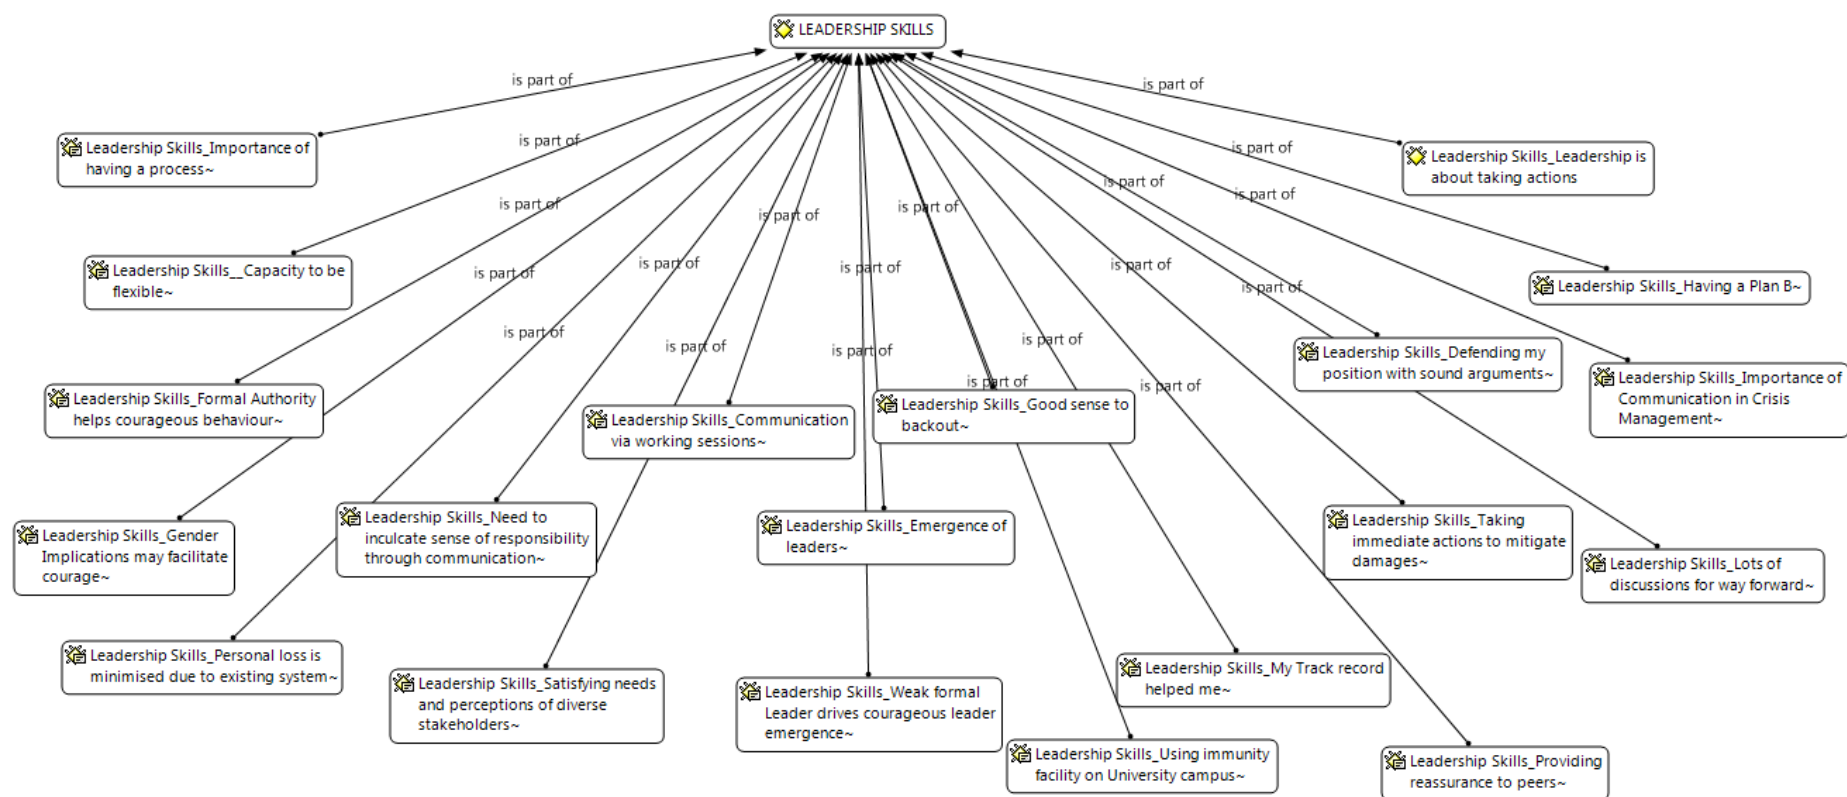 LEADERSHIP SKILLS
is part of
is part of
is part of
Leadership Skills_Importance of
having a process~
Leadership Skills_Leadership is
about taking actions
is part of
is part of
is part of
is part of
is part of
is part of
is part of
Leadership Skills__Capacity to be
flexible~
is part of
is part of
is part of
is part of
is part of
Leadership Skills_Having a Plan B~
is part of
is part of
is part of
is part of
Leadership Skills_Defending my
position with sound arguments~
Leadership Skills_Importance of
Communication in Crisis
Management~
is part of
is part of
Leadership Skills_Formal Authority
helps courageous behaviour~
Leadership Skills_Communication
via working sessions~
Leadership Skills_Good sense to
backout~
Leadership Skills_Gender
Implications may facilitate
courage~
Leadership Skills_Need to
inculcate sense of responsibility
through communication~
Leadership Skills_Emergence of
leaders~
Leadership Skills_Taking
immediate actions to mitigate
damages~
Leadership Skills_Lots of
discussions for way forward~
Leadership Skills_Personal loss is
minimised due to existing system~
Leadership Skills_Satisfying needs
and perceptions of diverse
stakeholders~
Leadership Skills_Weak formal
Leader drives courageous leader
emergence~
Leadership Skills_My Track record
helped me~
Leadership Skills_Using immunity
facility on University campus~
Leadership Skills_Providing
reassurance to peers~